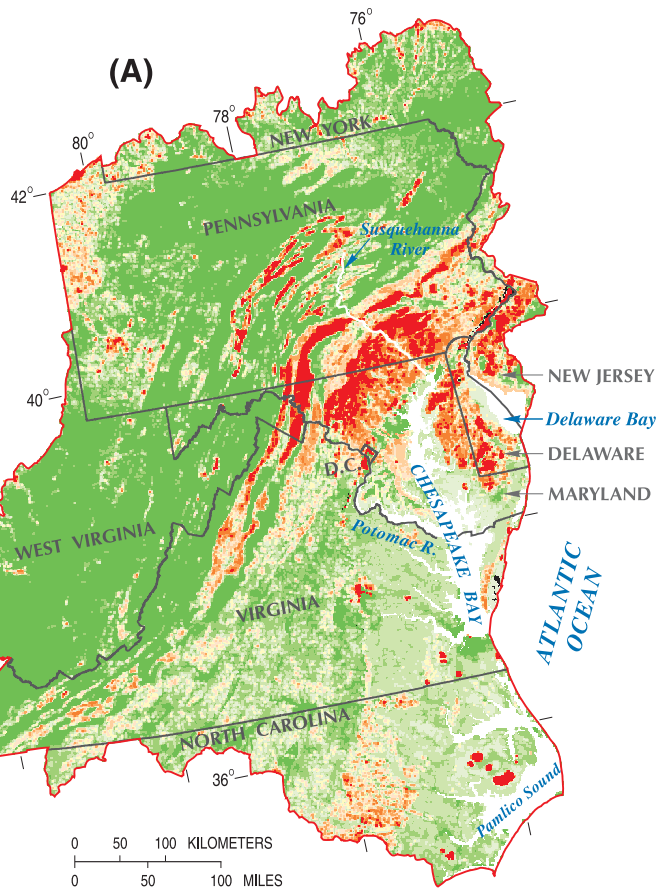 (A)
76°
78°
80°
42°
NEW YORK
PENNSYLVANIA
Susquehanna
River
40°
NEW JERSEY
Delaware Bay
DELAWARE
D.C.
MARYLAND
CHESAPEAKE BAY
WEST VIRGINIA
Potomac R.
ATLANTIC
OCEAN
VIRGINIA
NORTH CAROLINA
36°
Pamlico Sound
0 50 100 KILOMETERS
0 50 100 MILES